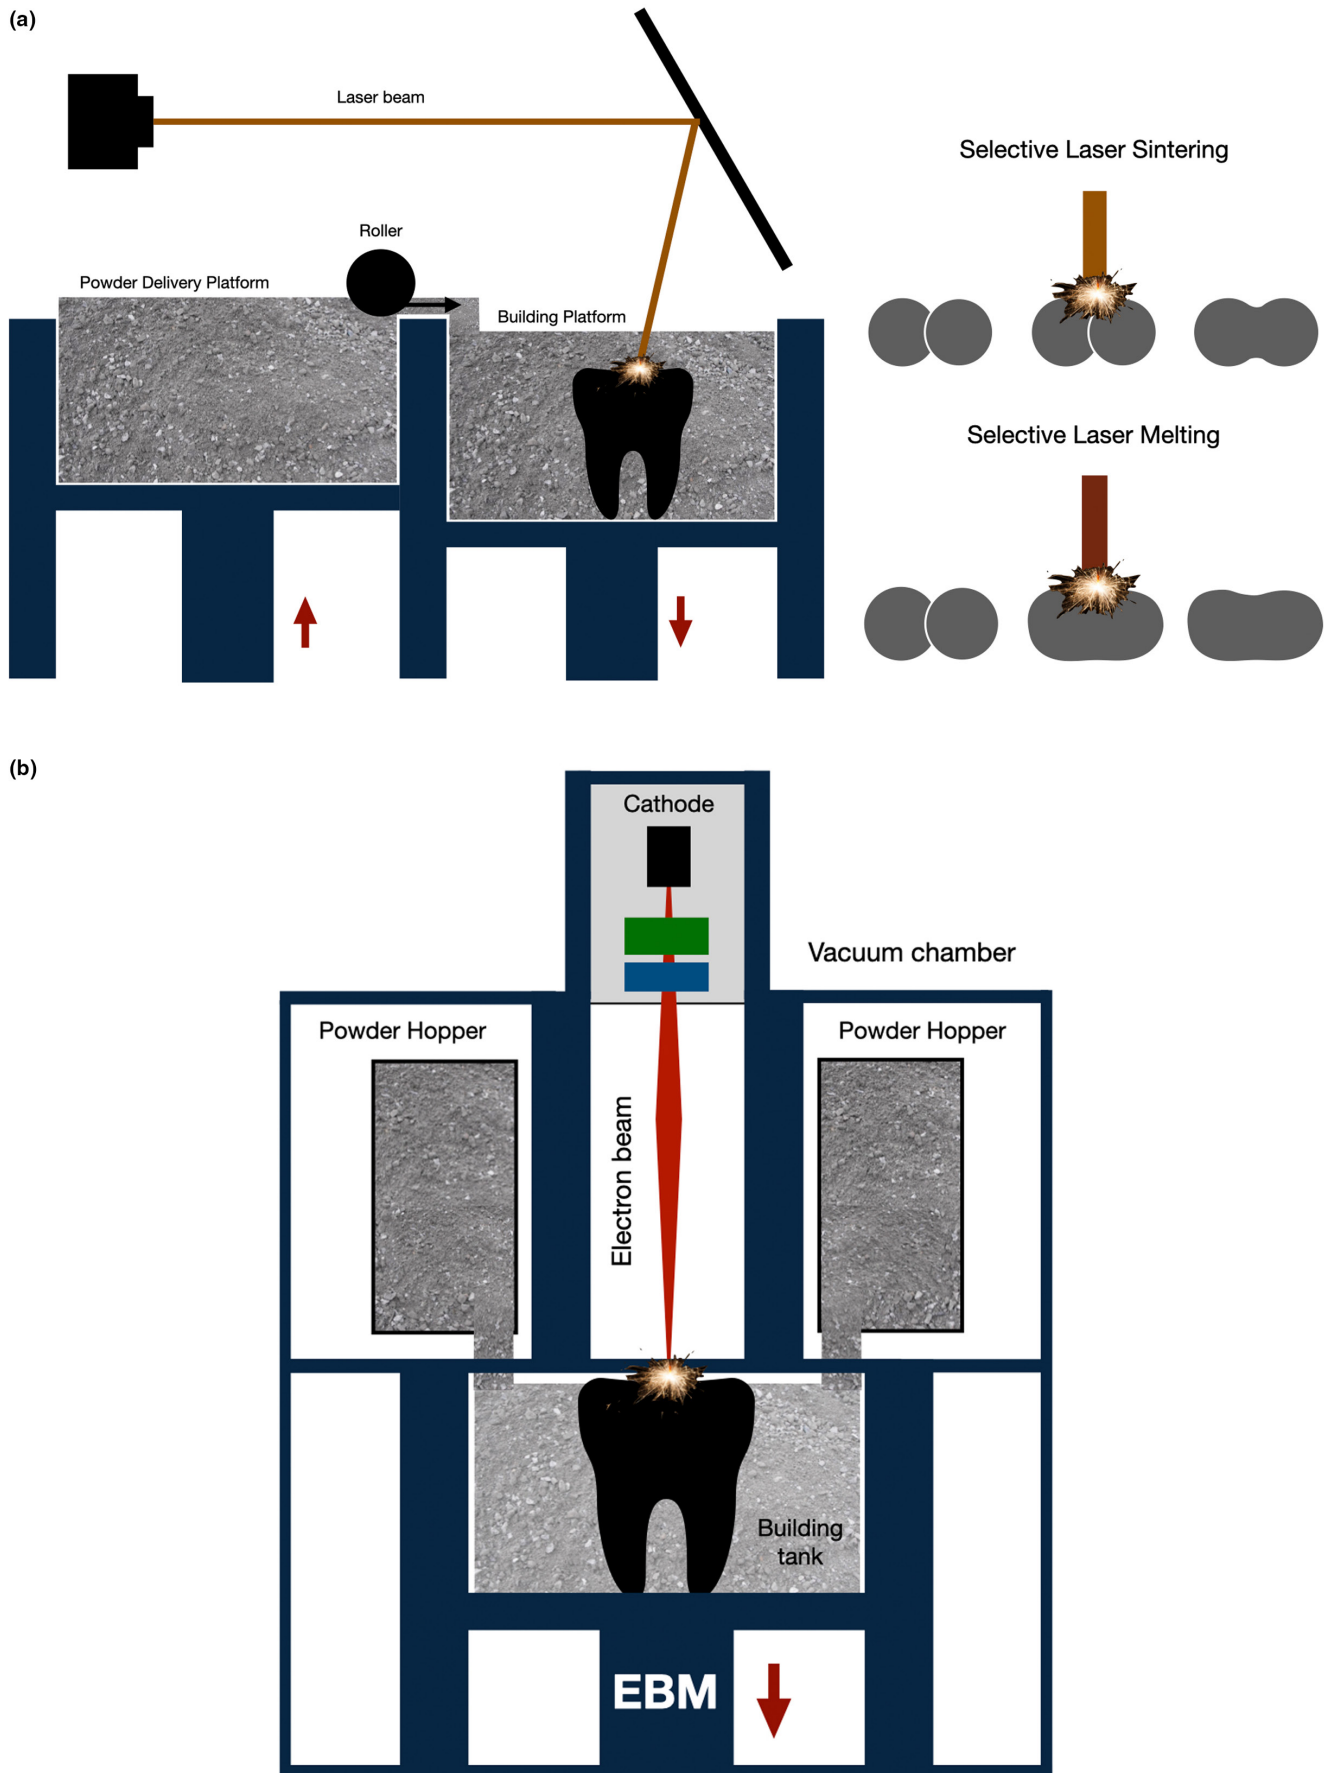 (a)
Laser beam
Selective Laser Sintering
Roller
Powder Delivery Platform
Building Platform
Selective Laser Melting
(b)
Cathode
Vacuum chamber
Powder Hopper
Powder Hopper
Electron beam
Building
tank
EBM